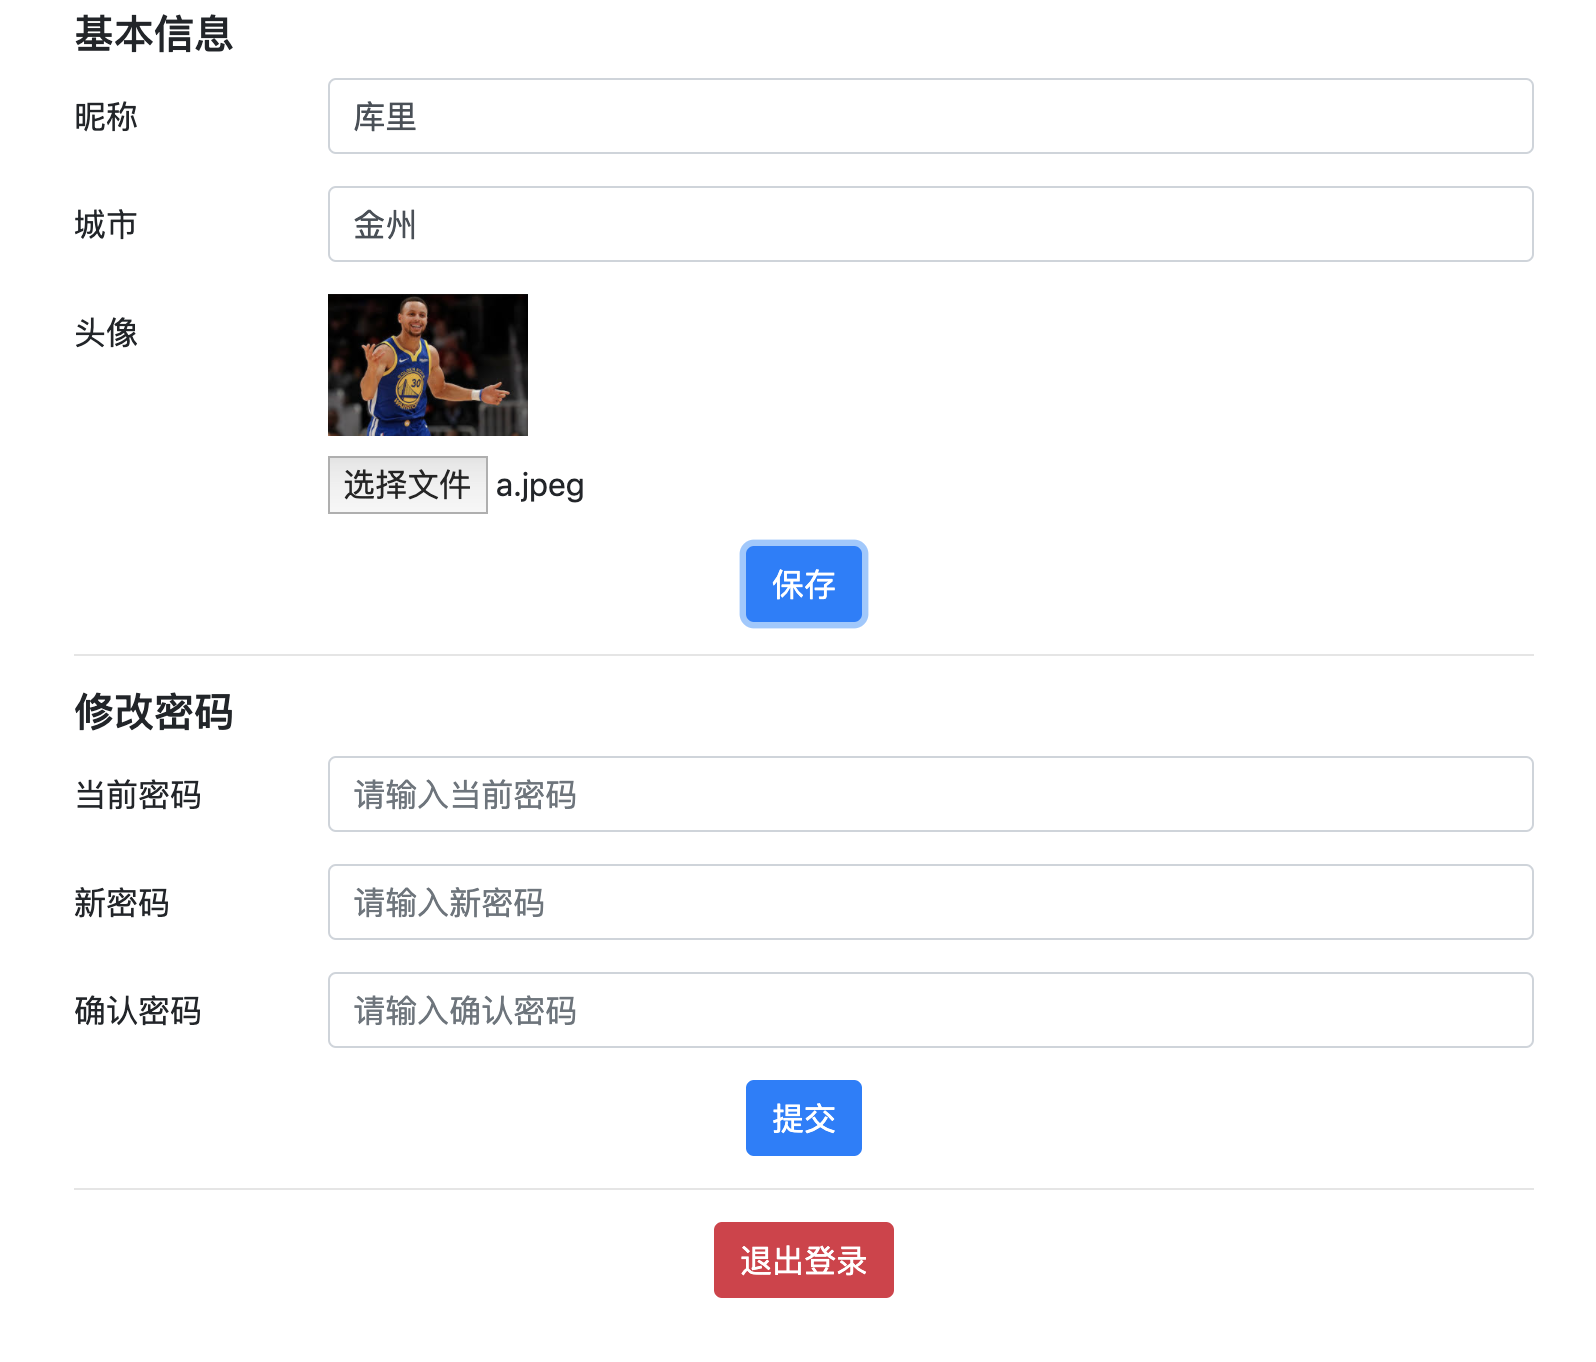 基本信息
昵称 库里
城市 金州
头像
30
选择文件 a.jpeg
保存
修改密码
当前密码 请输入当前密码
新密码 请输入新密码
确认密码 请输入确认密码
提交
退出登录